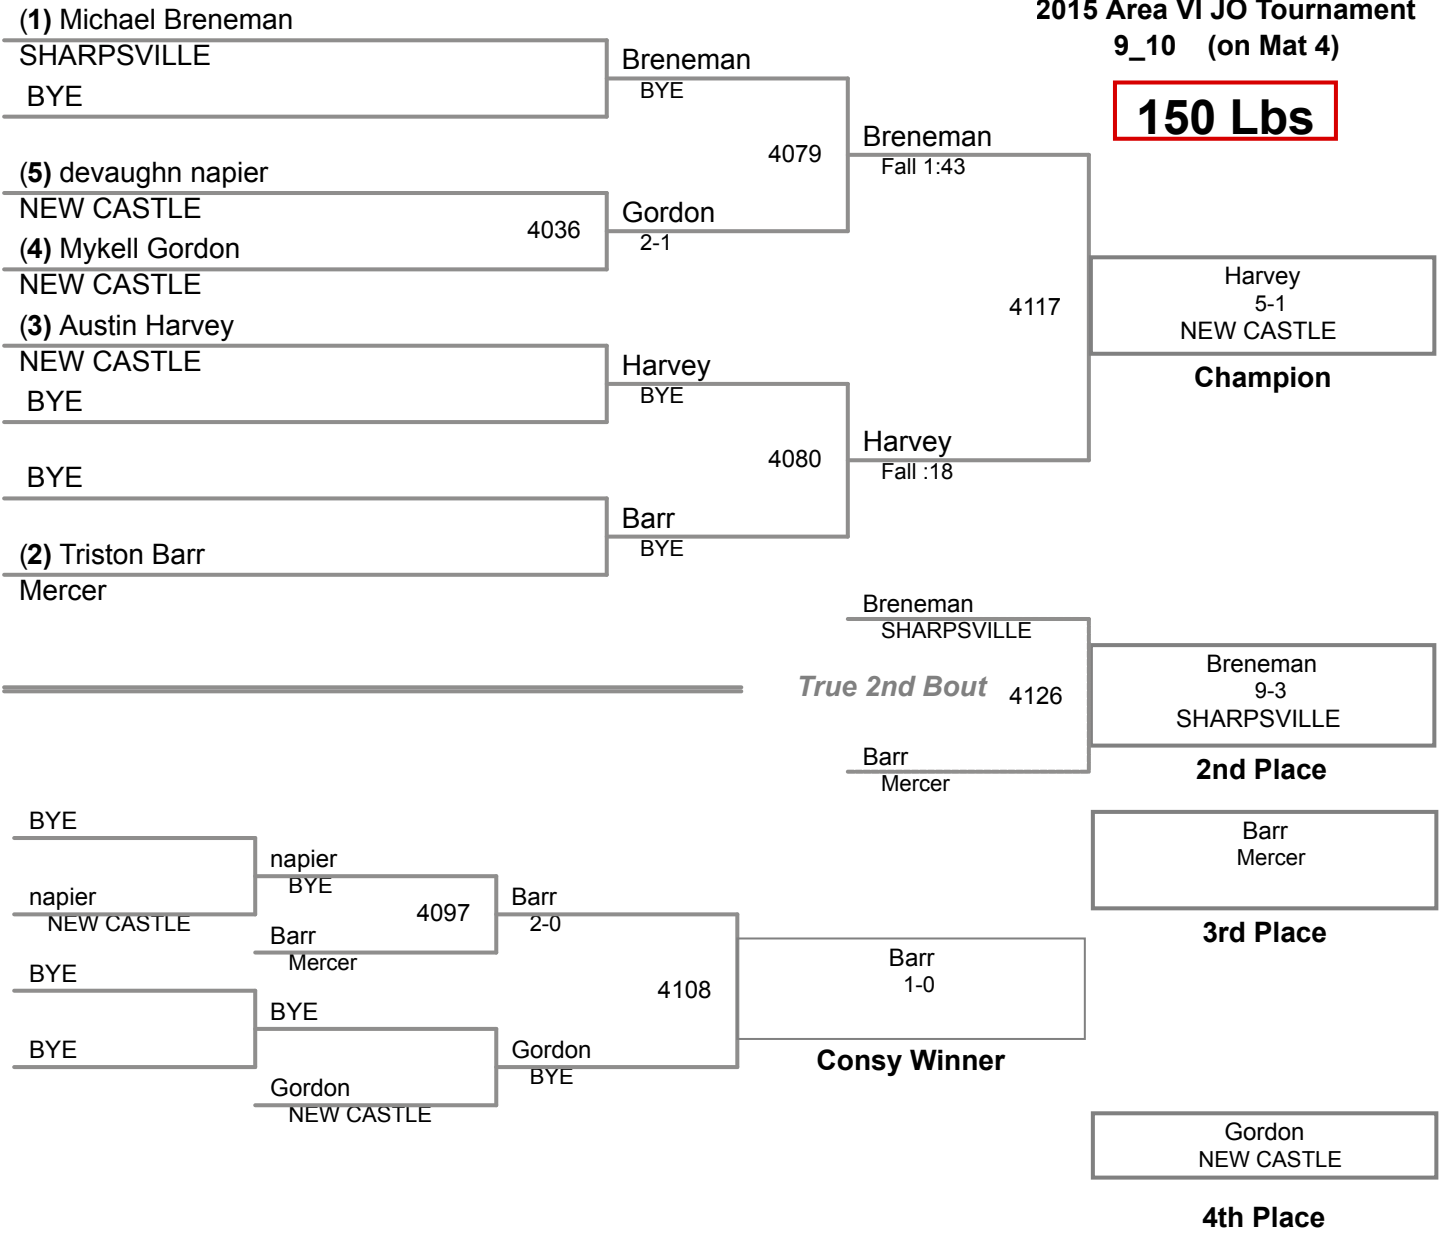 2015 Area VI JO Tournament
9_10 (on Mat 4)
150 Lbs
(1) Michael Breneman
SHARPSVILLE
BYE
(5) devaughn napier
NEW CASTLE
(4) Mykell Gordon
NEW CASTLE
(3) Austin Harvey
NEW CASTLE
BYE
BYE
(2) Triston Barr
Mercer
4036
Breneman
BYE
Gordon
2-1
Harvey
BYE
Barr
BYE
4079
4080
Breneman
Fall 1:43
Harvey
Fall :18
4117
Harvey
5-1
NEW CASTLE
Champion
Breneman
SHARPSVILLE
True 2nd Bout
4126
Barr
Mercer
Breneman
9-3
SHARPSVILLE
2nd Place
BYE
napier
NEW CASTLE
BYE
BYE
napier
BYE
4097
Barr
Mercer
BYE
Gordon
NEW CASTLE
Barr
2-0
4108
Gordon
BYE
Barr
1-0
Consy Winner
Barr
Mercer
3rd Place
Gordon
NEW CASTLE
4th Place